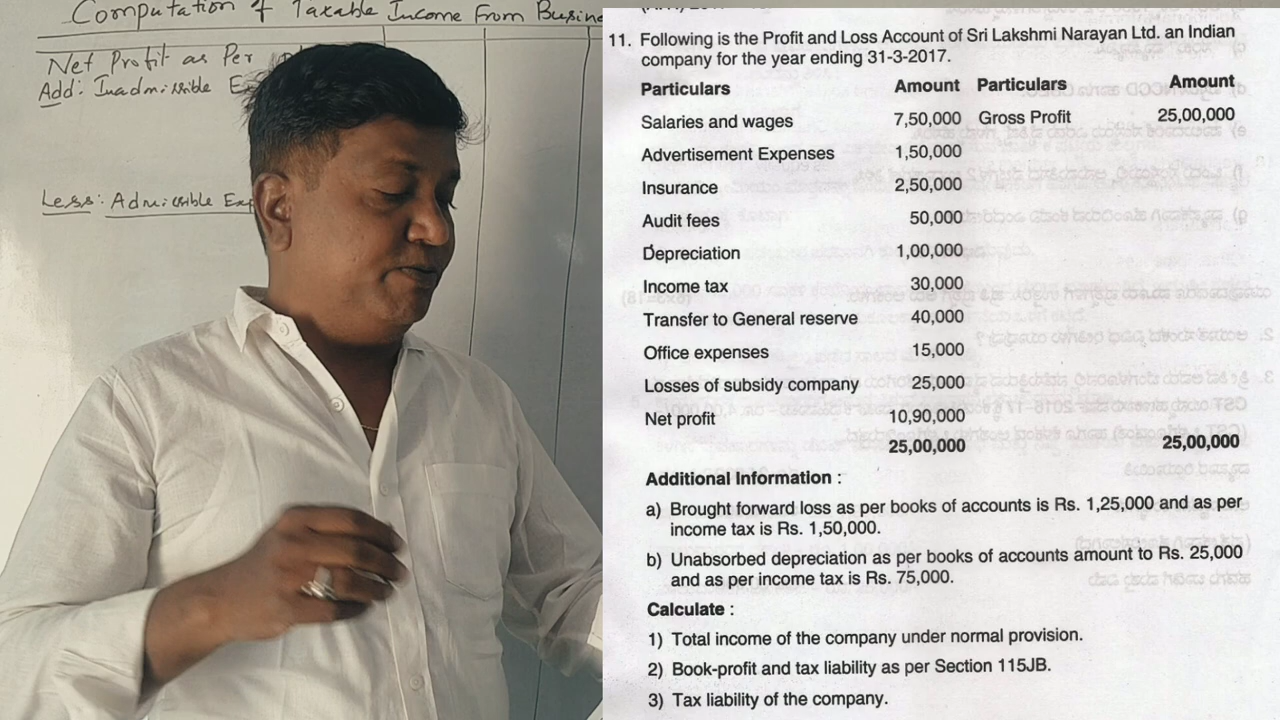 Computation of Taxable Income From Busine
Net Profit as Per
Add: Inadmissible Ex
Less: Admissible Exp
11. Following is the Profit and Loss Account of Sri Lakshmi Narayan Ltd. an Indian
company for the year ending 31-3-2017.
Particulars Amount Particulars Amount
Salaries and wages 7,50,000 Gross Profit 25,00,000
Advertisement Expenses 1,50,000
Insurance 2,50,000
Audit fees 50,000
Depreciation 1,00,000
Income tax 30,000
Transfer to General reserve 40,000
Office expenses 15,000
Losses of subsidy company 25,000
Net profit 10,90,000
25,00,000 25,00,000
Additional Information :
a) Brought forward loss as per books of accounts is Rs. 1,25,000 and as per
income tax is Rs. 1,50,000.
b) Unabsorbed depreciation as per books of accounts amount to Rs. 25,000
and as per income tax is Rs. 75,000.
Calculate :
1) Total income of the company under normal provision.
2) Book-profit and tax liability as per Section 115JB.
3) Tax liability of the company.